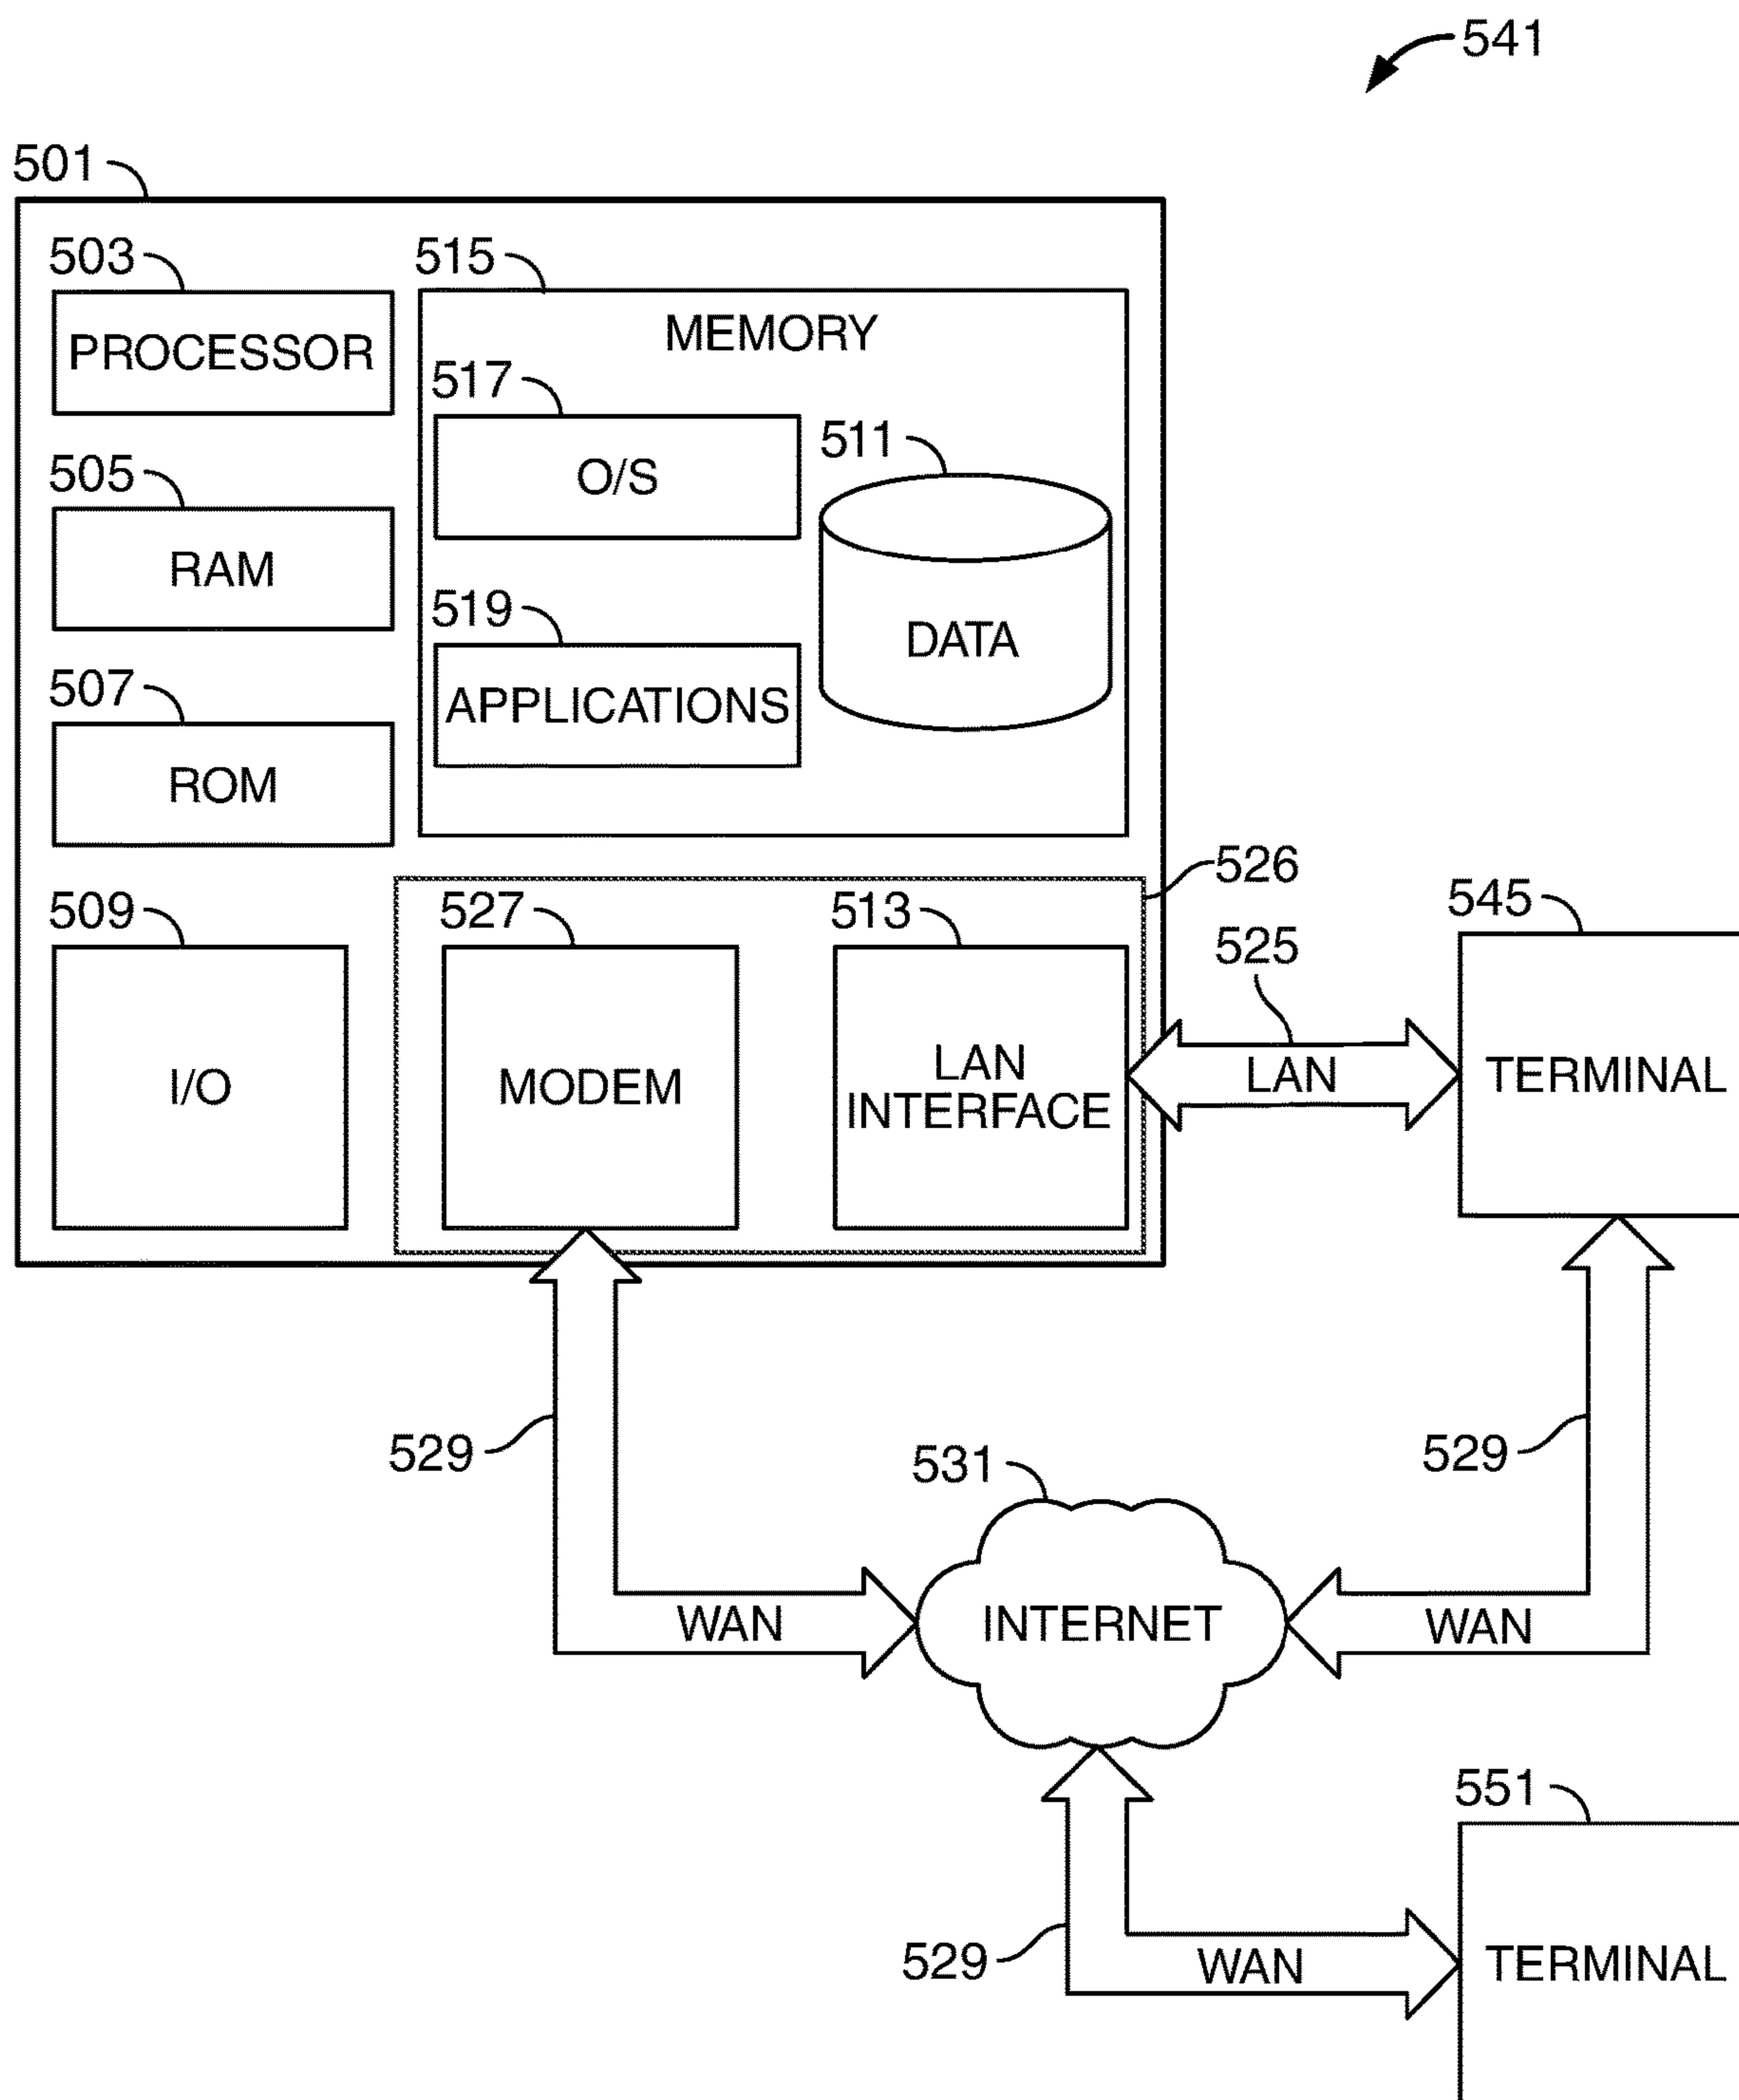 541
501
503
PROCESSOR
515
MEMORY
517
O/S
511
DATA
505
RAM
519
APPLICATIONS
507
ROM
526
509
I/O
527
MODEM
513
LAN
INTERFACE
525
LAN
545
TERMINAL
529
WAN
531
INTERNET
529
WAN
551
TERMINAL
529
WAN